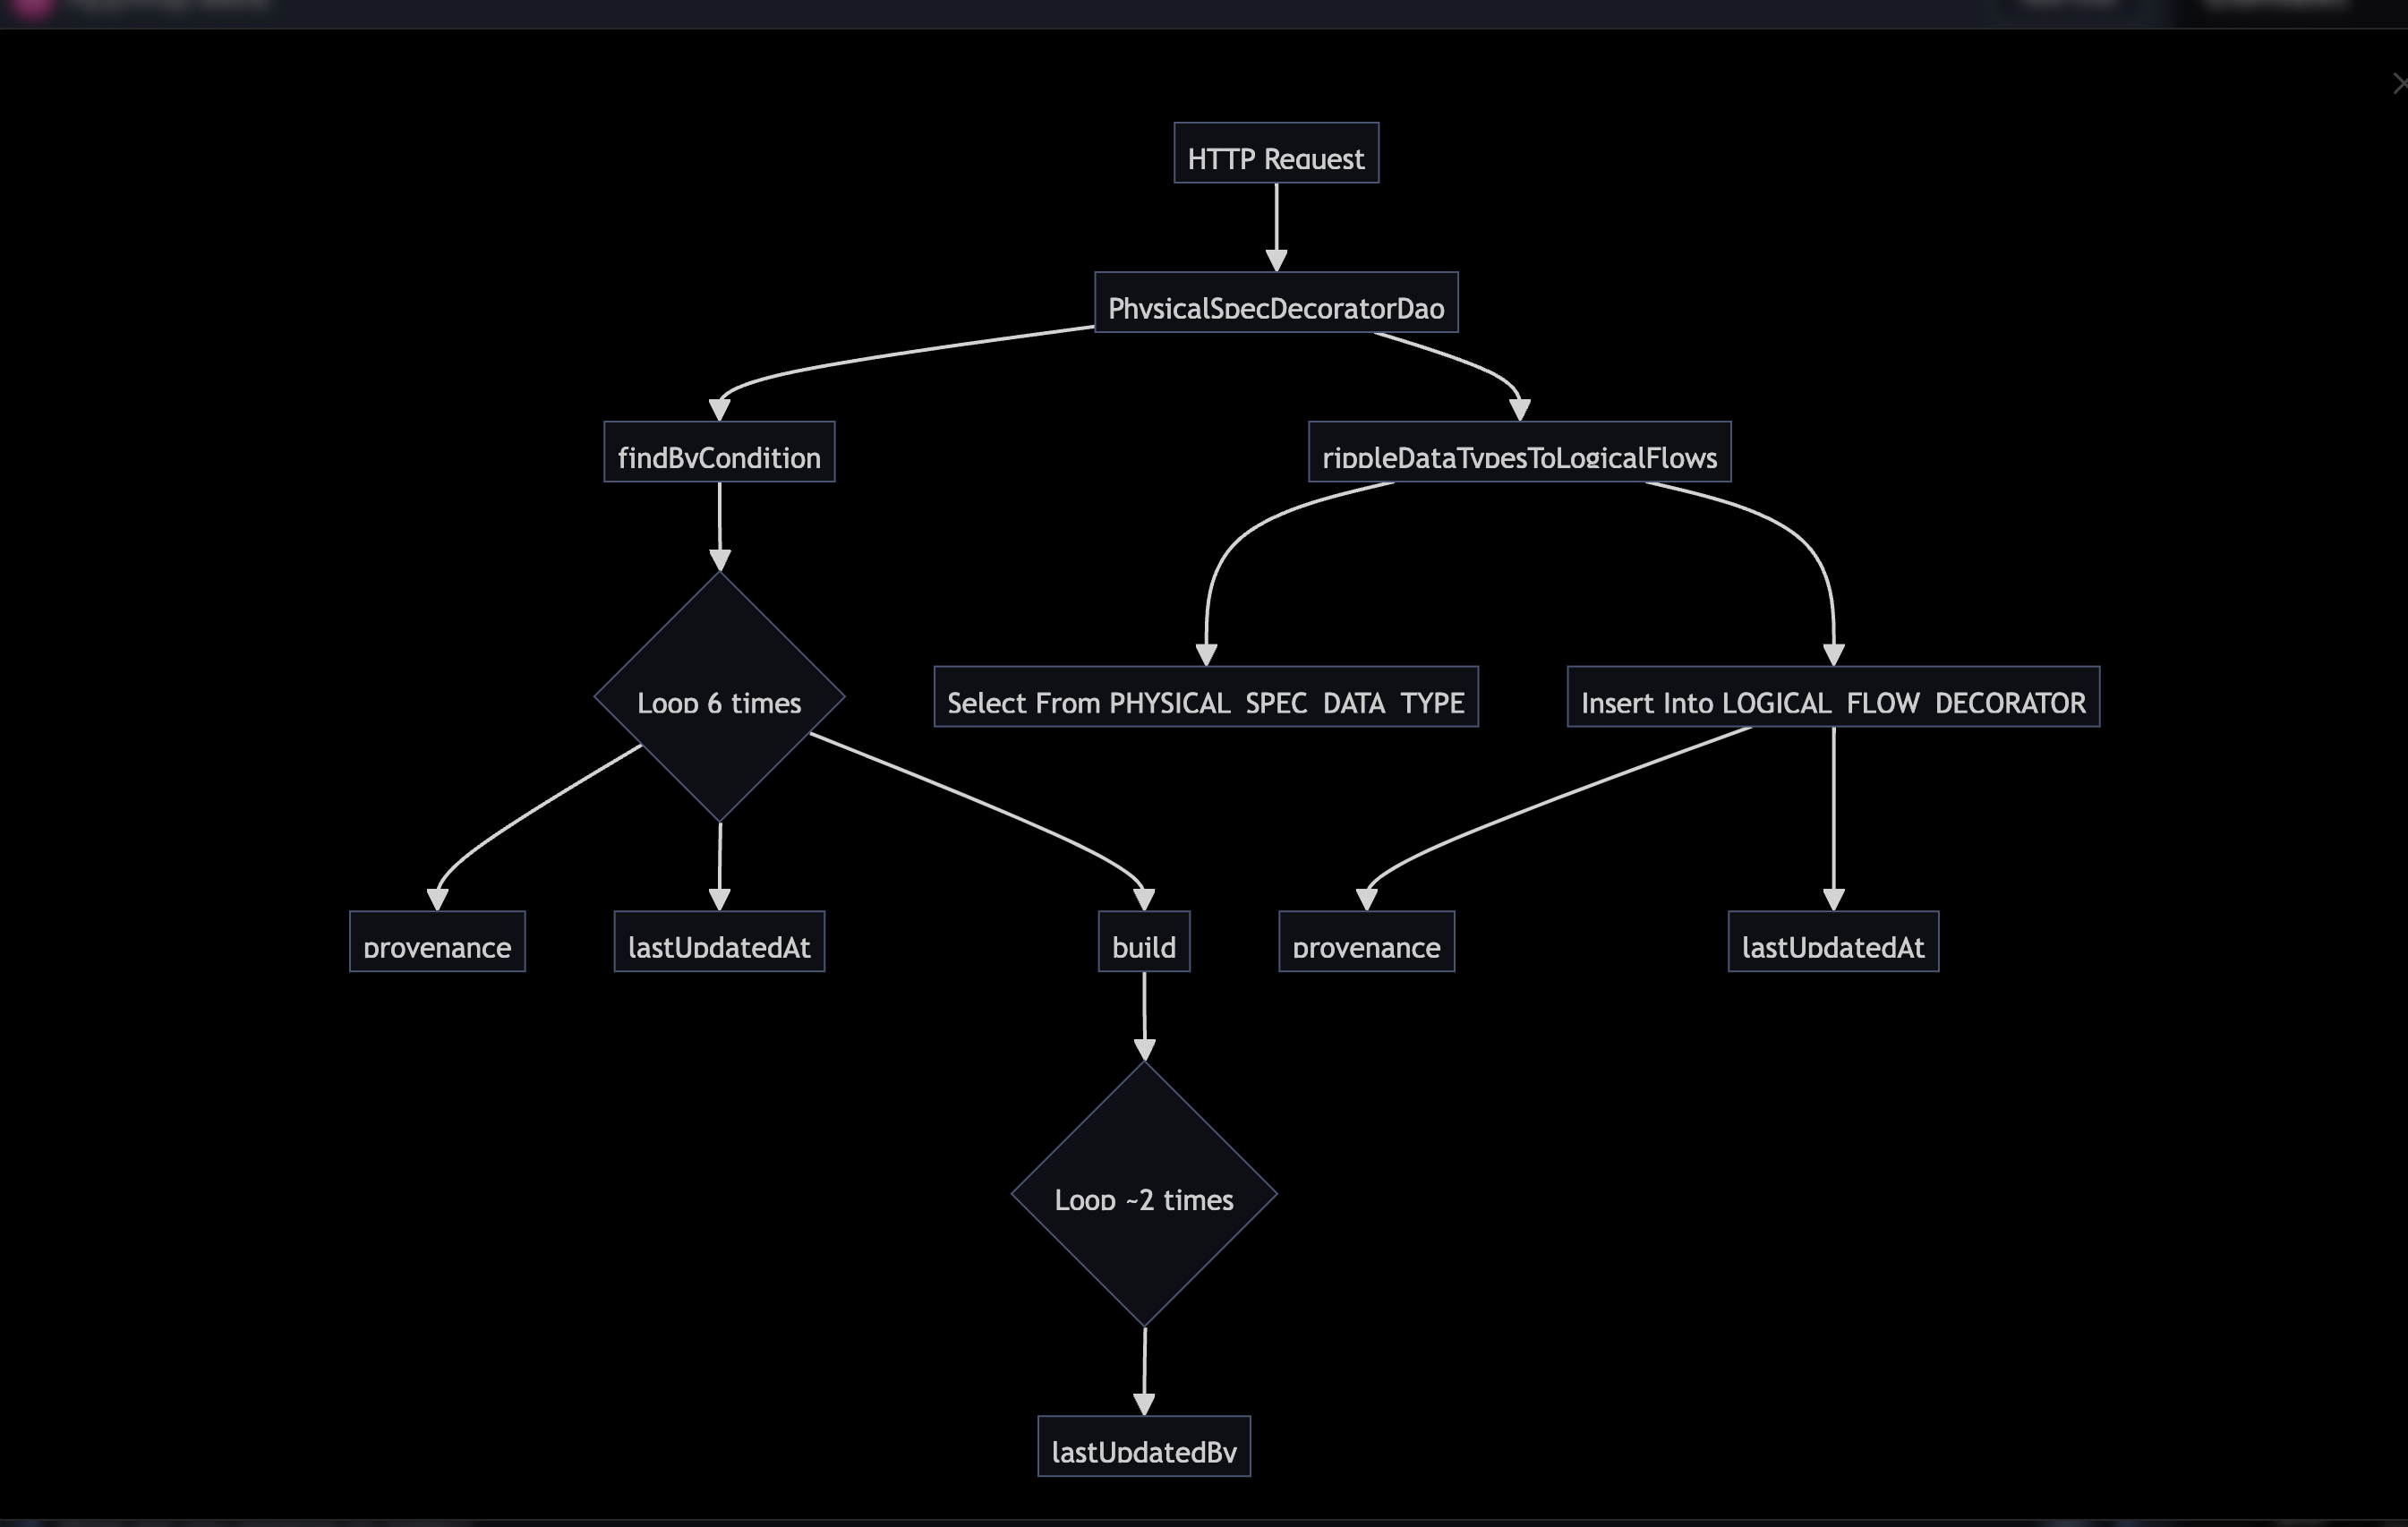 HTTP Request
PhysicalSpecDecoratorDao
findByCondition
rippleDataTypesToLogicalFlows
Loop 6 times
Select From PHYSICAL_SPEC_DATA_TYPE
Insert Into LOGICAL_FLOW_DECORATOR
provenance
lastUpdatedAt
build
provenance
lastUpdatedAt
Loop ~2 times
lastUpdatedBy